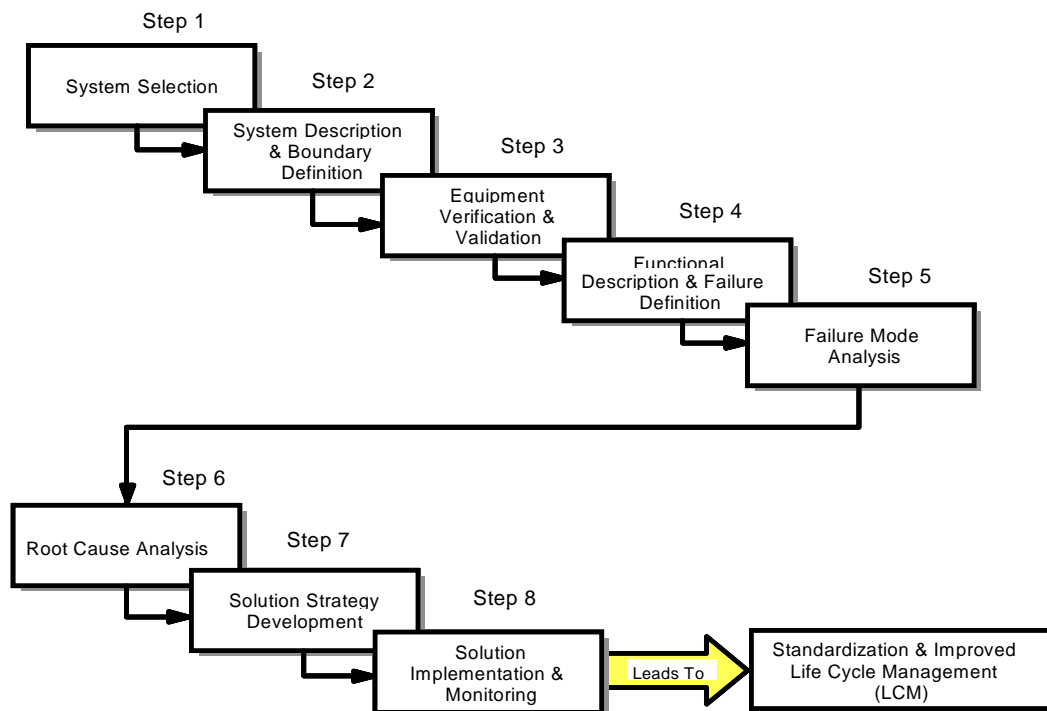 Step 1
System Selection
Step 2
System Description
& Boundary
Definition
Step 3
Equipment
Verification &
Validation
Step 4
Functional
Description & Failure
Definition
Step 5
Failure Mode
Analysis
Step 6
Root Cause Analysis
Step 7
Solution Strategy
Development
Step 8
Solution
Implementation &
Monitoring
Leads To
Standardization & Improved
Life Cycle Management
(LCM)